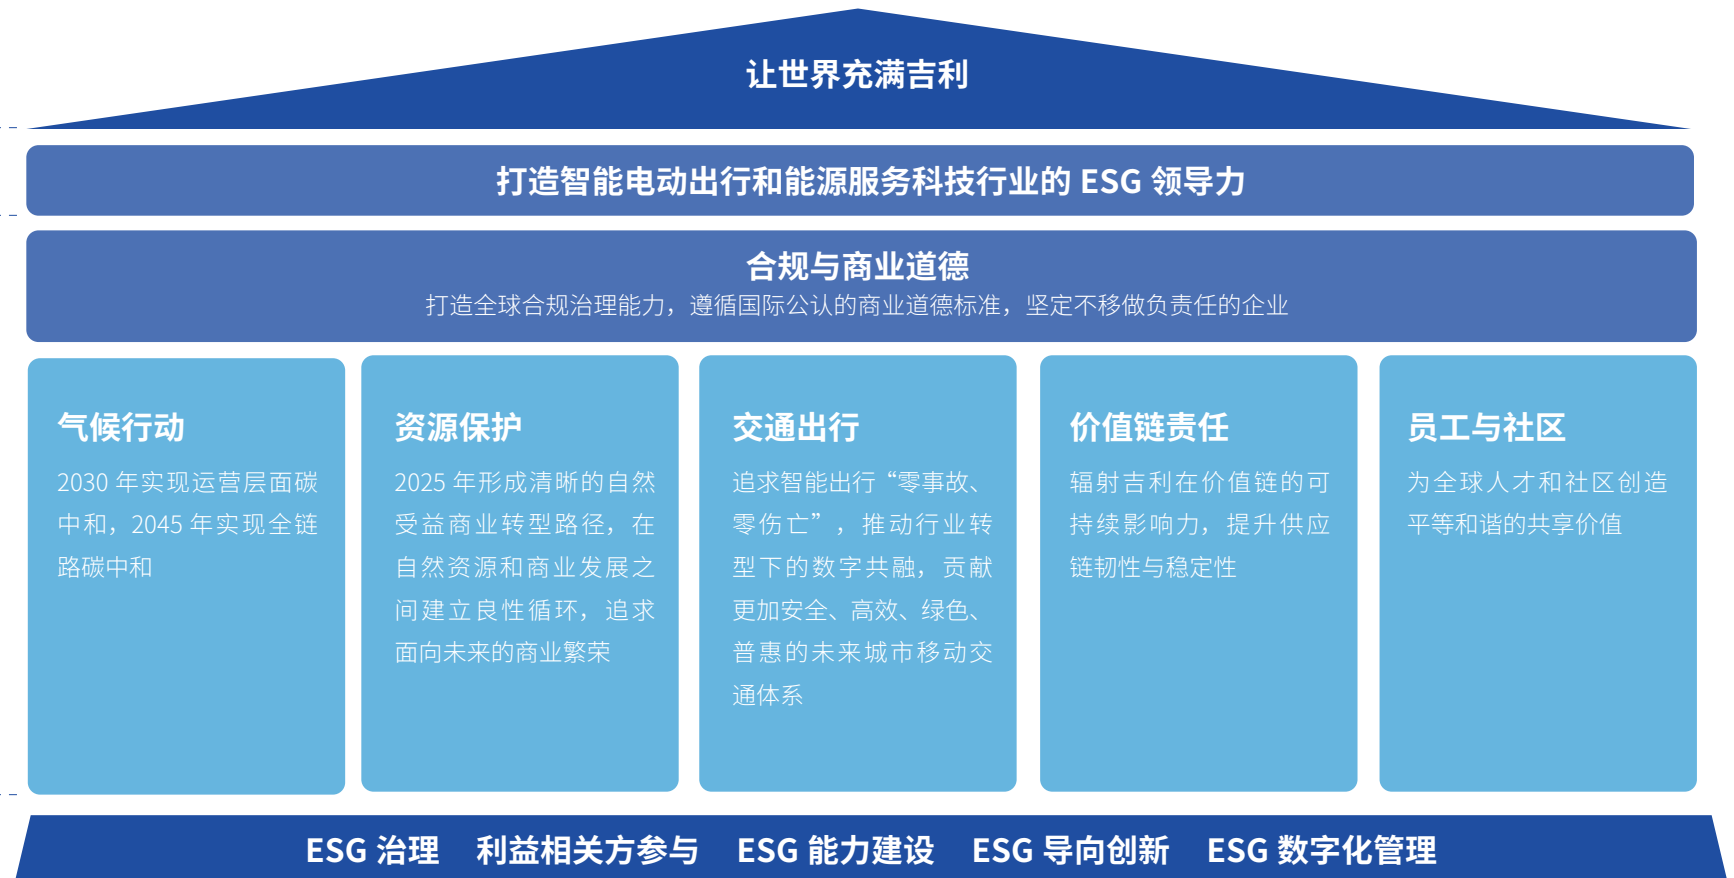 让世界充满吉利
打造智能电动出行和能源服务科技行业的 ESG 领导力
合规与商业道德
打造全球合规治理能力，遵循国际公认的商业道德标准，坚定不移做负责任的企业
气候行动
2030 年实现运营层面碳
中和，2045 年实现全链
路碳中和
资源保护
2025 年形成清晰的自然
受益商业转型路径，在
自然资源和商业发展之
间建立良性循环，追求
面向未来的商业繁荣
交通出行
追求智能出行“零事故、
零伤亡”，推动行业转
型下的数字共融，贡献
更加安全、高效、绿色、
普惠的未来城市移动交
通体系
价值链责任
辐射吉利在价值链的可
持续影响力，提升供应
链韧性与稳定性
员工与社区
为全球人才和社区创造
平等和谐的共享价值
ESG 治理 利益相关方参与 ESG 能力建设 ESG 导向创新 ESG 数字化管理